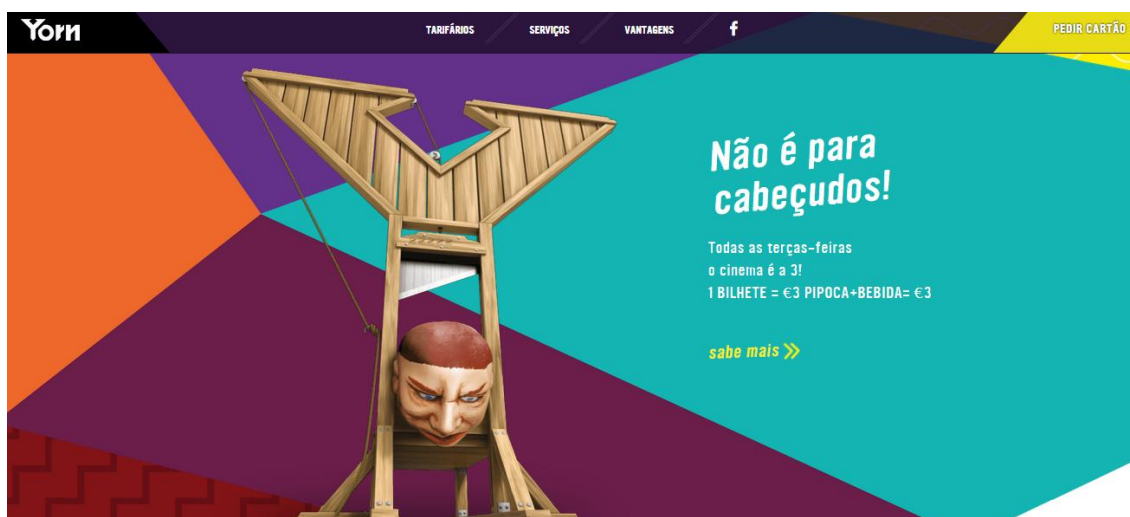 Yorn
TARIFÁRIOS
SERVIÇOS
VANTAGENS
f
PEDIR CARTÃO
Não é para
cabeçudos!
Todas as terças-feiras
o cinema é a 3!
1 BILHETE = €3 PIPOCA+BEBIDA= €3
sabe mais